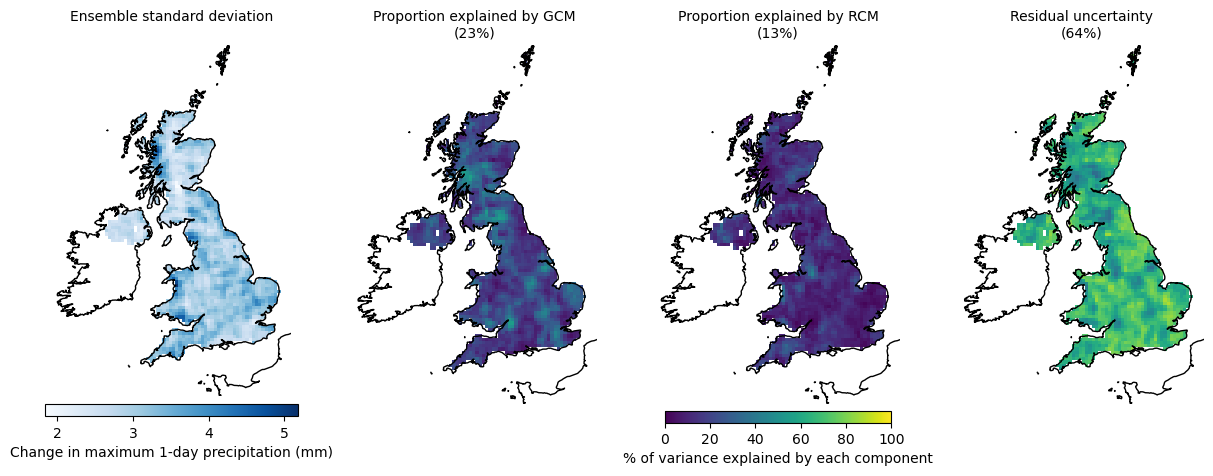 Ensemble standard deviation
Proportion explained by GCM
(23%)
Proportion explained by RCM
(13%)
Residual uncertainty
(64%)
2 3 4 5
Change in maximum 1-day precipitation (mm)
0 20 40 60 80 100
% of variance explained by each component